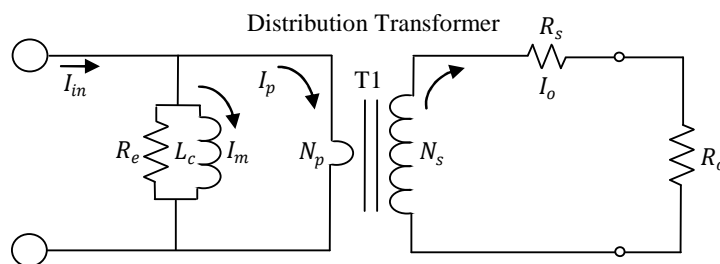 Distribution Transformer
R_s
I_in
I_p
T1
I_o
R_e
L_c
I_m
N_p
N_s
R_o